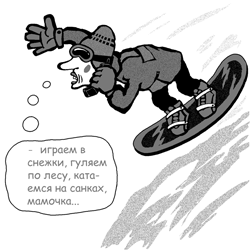 - играем в
снежки, гуляем
по лесу, ката-
емся на санках,
мамочка...